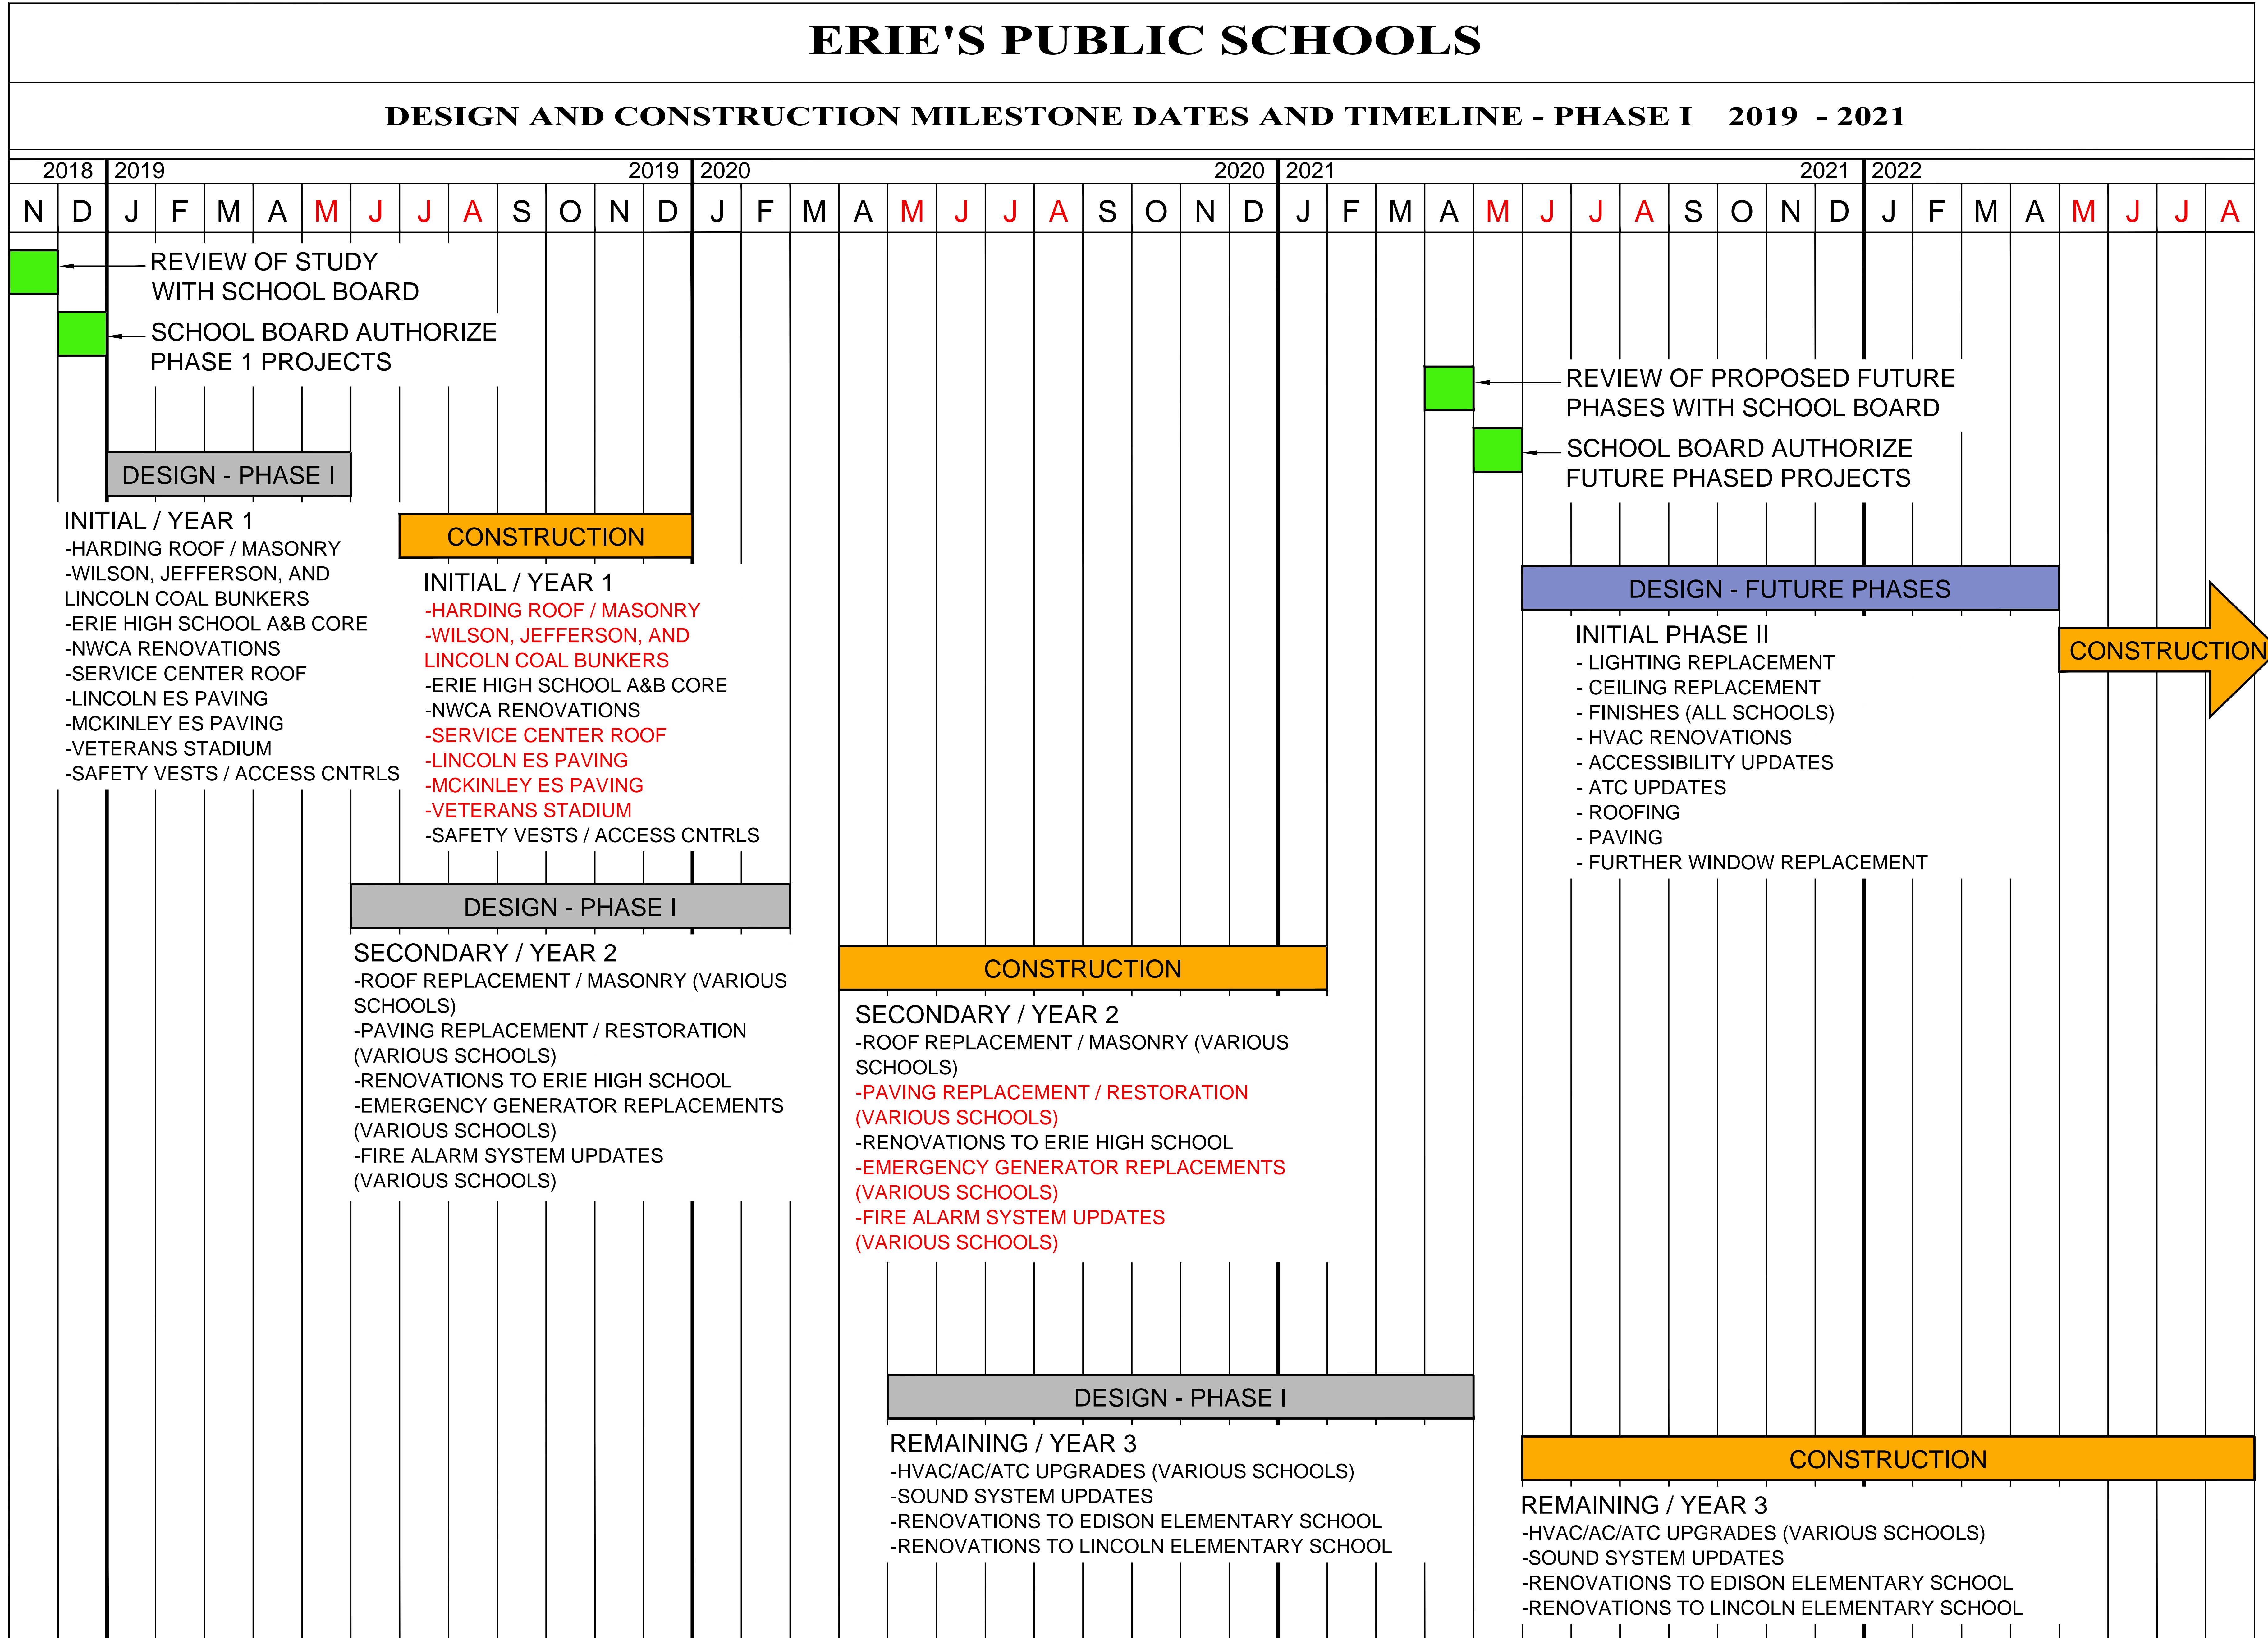 ERIE'S PUBLIC SCHOOLS
DESIGN AND CONSTRUCTION MILESTONE DATES AND TIMELINE - PHASE I 2019 - 2021
2018 2019 2019 2020 2020 2021 2021 2022
N D J F M A M J J A S O N D J F M A M J J A S O N D J F M A M J J A S O N D J F M A M J J A
REVIEW OF STUDY
WITH SCHOOL BOARD
SCHOOL BOARD AUTHORIZE
PHASE 1 PROJECTS
REVIEW OF PROPOSED FUTURE
PHASES WITH SCHOOL BOARD
SCHOOL BOARD AUTHORIZE
FUTURE PHASED PROJECTS
DESIGN - PHASE I
INITIAL / YEAR 1
-HARDING ROOF / MASONRY
-WILSON, JEFFERSON, AND
LINCOLN COAL BUNKERS
-ERIE HIGH SCHOOL A&B CORE
-NWCA RENOVATIONS
-SERVICE CENTER ROOF
-LINCOLN ES PAVING
-MCKINLEY ES PAVING
-VETERANS STADIUM
-SAFETY VESTS / ACCESS CNTRLS
CONSTRUCTION
INITIAL / YEAR 1
-HARDING ROOF / MASONRY
-WILSON, JEFFERSON, AND
LINCOLN COAL BUNKERS
-ERIE HIGH SCHOOL A&B CORE
-NWCA RENOVATIONS
-SERVICE CENTER ROOF
-LINCOLN ES PAVING
-MCKINLEY ES PAVING
-VETERANS STADIUM
-SAFETY VESTS / ACCESS CNTRLS
DESIGN - FUTURE PHASES
INITIAL PHASE II
- LIGHTING REPLACEMENT
- CEILING REPLACEMENT
- FINISHES (ALL SCHOOLS)
- HVAC RENOVATIONS
- ACCESSIBILITY UPDATES
- ATC UPDATES
- ROOFING
- PAVING
- FURTHER WINDOW REPLACEMENT
CONSTRUCTION
DESIGN - PHASE I
SECONDARY / YEAR 2
-ROOF REPLACEMENT / MASONRY (VARIOUS
SCHOOLS)
-PAVING REPLACEMENT / RESTORATION
(VARIOUS SCHOOLS)
-RENOVATIONS TO ERIE HIGH SCHOOL
-EMERGENCY GENERATOR REPLACEMENTS
(VARIOUS SCHOOLS)
-FIRE ALARM SYSTEM UPDATES
(VARIOUS SCHOOLS)
CONSTRUCTION
SECONDARY / YEAR 2
-ROOF REPLACEMENT / MASONRY (VARIOUS
SCHOOLS)
-PAVING REPLACEMENT / RESTORATION
(VARIOUS SCHOOLS)
-RENOVATIONS TO ERIE HIGH SCHOOL
-EMERGENCY GENERATOR REPLACEMENTS
(VARIOUS SCHOOLS)
-FIRE ALARM SYSTEM UPDATES
(VARIOUS SCHOOLS)
DESIGN - PHASE I
REMAINING / YEAR 3
-HVAC/AC/ATC UPGRADES (VARIOUS SCHOOLS)
-SOUND SYSTEM UPDATES
-RENOVATIONS TO EDISON ELEMENTARY SCHOOL
-RENOVATIONS TO LINCOLN ELEMENTARY SCHOOL
CONSTRUCTION
REMAINING / YEAR 3
-HVAC/AC/ATC UPGRADES (VARIOUS SCHOOLS)
-SOUND SYSTEM UPDATES
-RENOVATIONS TO EDISON ELEMENTARY SCHOOL
-RENOVATIONS TO LINCOLN ELEMENTARY SCHOOL